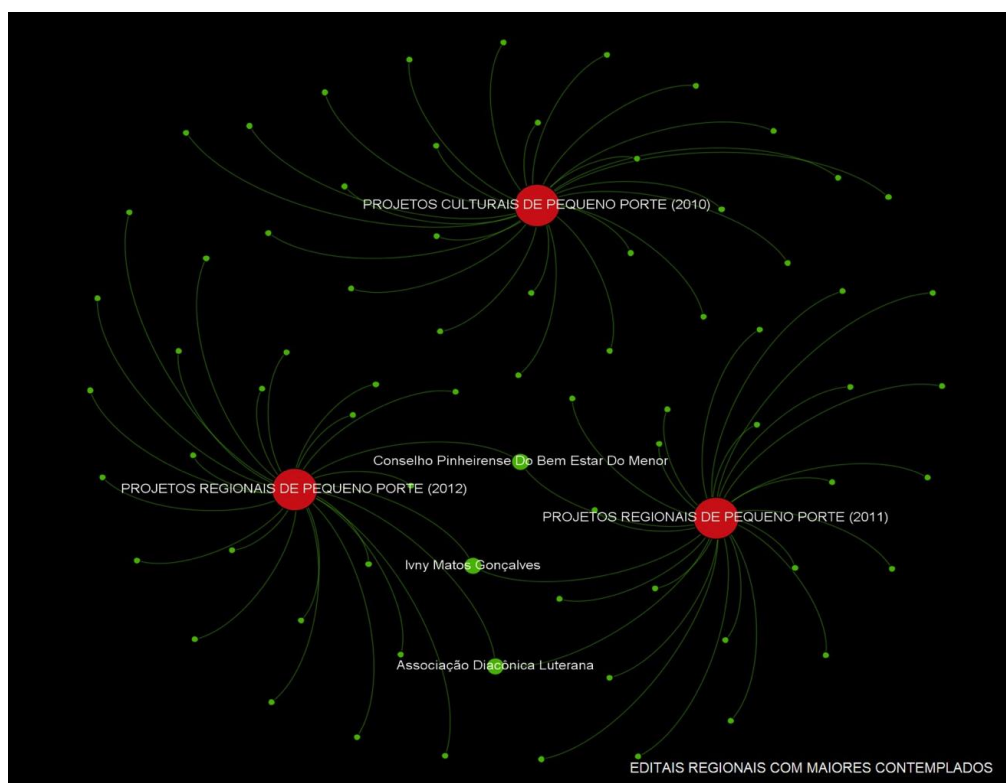 PROJETOS CULTURAIS DE PEQUENO PORTE (2010)
Conselho Pinheirense Do Bem Estar Do Menor
PROJETOS REGIONAIS DE PEQUENO PORTE (2012)
PROJETOS REGIONAIS DE PEQUENO PORTE (2011)
Ivny Matos Gonçalves
Associação Diacônica Luterana
EDITAIS REGIONAIS COM MAIORES CONTEMPLADOS